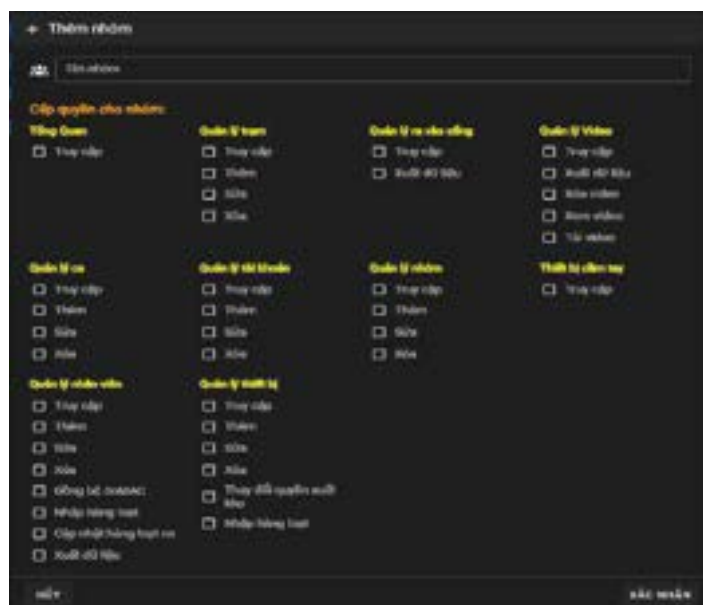 Thêm nhóm
Tên nhóm
Cấp quyền cho nhóm:
Tổng Quan
Truy cập
Quản lý trạm
Truy cập
Thêm
Sửa
Xóa
Quản lý ra vào cổng
Truy cập
Xuất dữ liệu
Quản lý Video
Truy cập
Xuất dữ liệu
Xóa video
Xem video
Tải video
Quản lý ca
Truy cập
Thêm
Sửa
Xóa
Quản lý tài khoản
Truy cập
Thêm
Sửa
Xóa
Quản lý nhóm
Truy cập
Thêm
Sửa
Xóa
Thiết bị cầm tay
Truy cập
Quản lý nhân viên
Truy cập
Thêm
Sửa
Xóa
Đồng bộ
Nhập hàng loạt
Cập nhật hàng loạt ca
Xuất dữ liệu
Quản lý thiết bị
Truy cập
Thêm
Sửa
Xóa
Thay đổi quyền xuất
kho
Nhập hàng loạt
HỦY
XÁC NHẬN